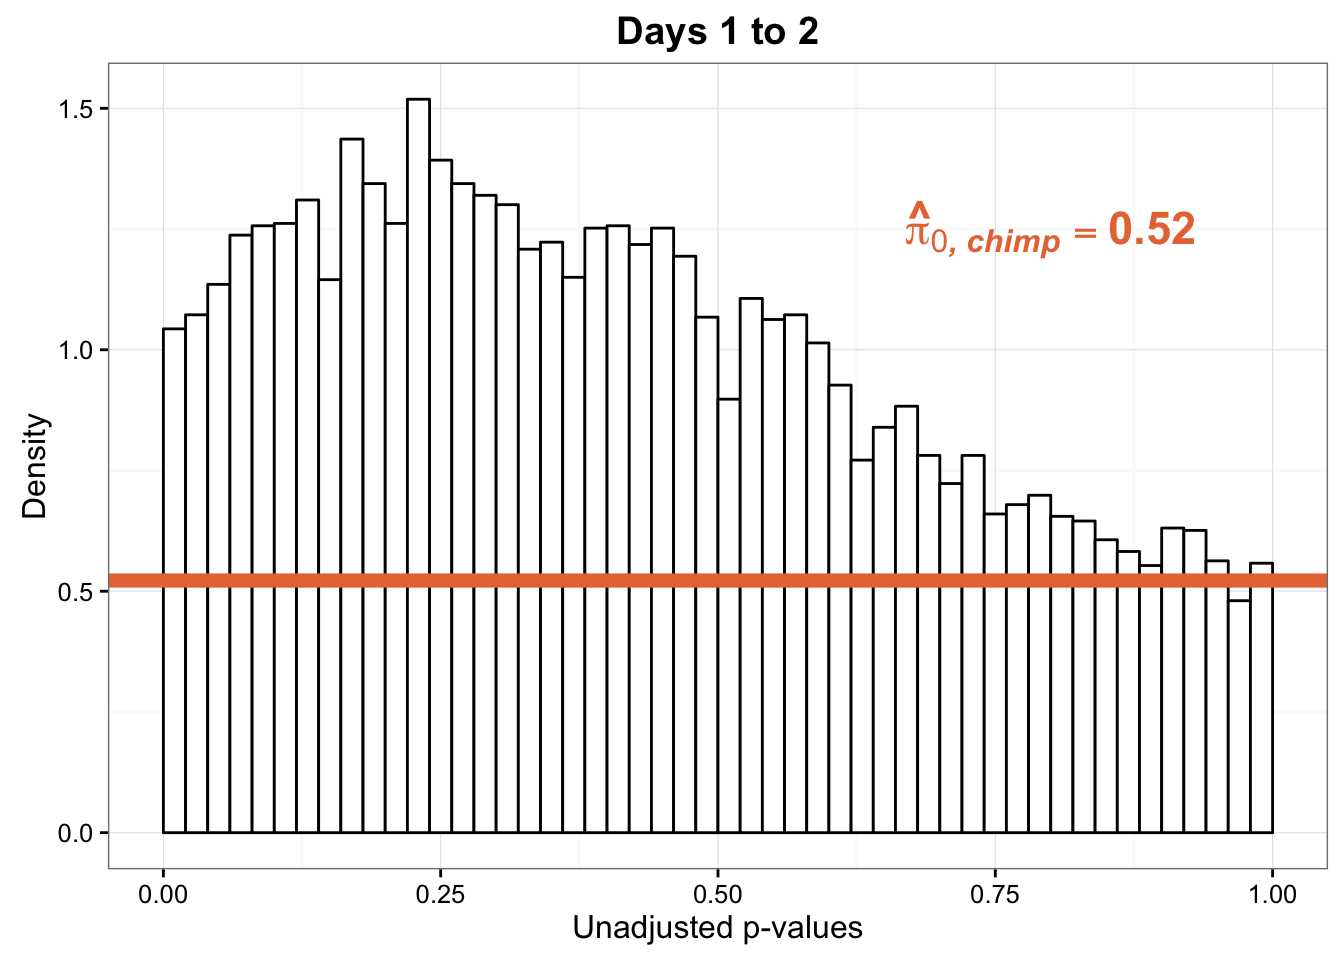 Days 1 to 2
1.5
1.0
0.5
0.0
Density
π̂0, chimp = 0.52
0.00 0.25 0.50 0.75 1.00
Unadjusted p-values